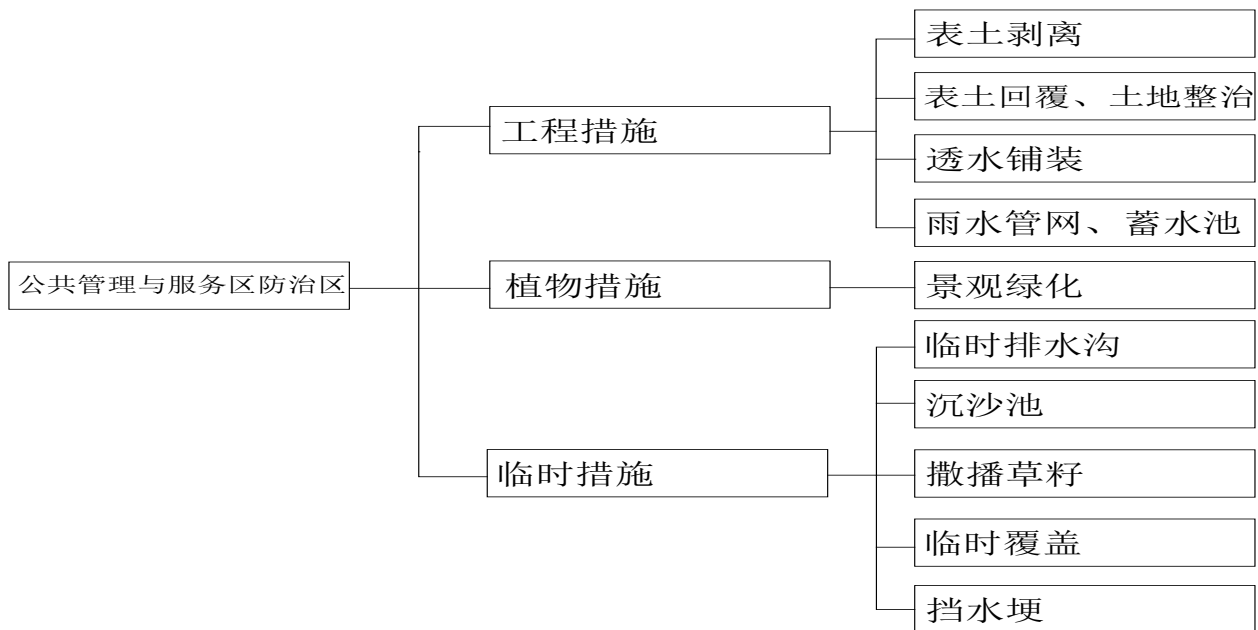 公共管理与服务区防治区
工程措施
表土剥离
表土回覆、土地整治
透水铺装
雨水管网、蓄水池
植物措施
景观绿化
临时措施
临时排水沟
沉沙池
撒播草籽
临时覆盖
挡水埂